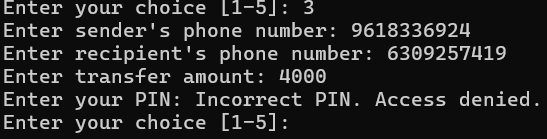 Enter your choice [1-5]: 3
Enter sender's phone number: 9618336924
Enter recipient's phone number: 6309257419
Enter transfer amount: 4000
Enter your PIN: Incorrect PIN. Access denied.
Enter your choice [1-5]: